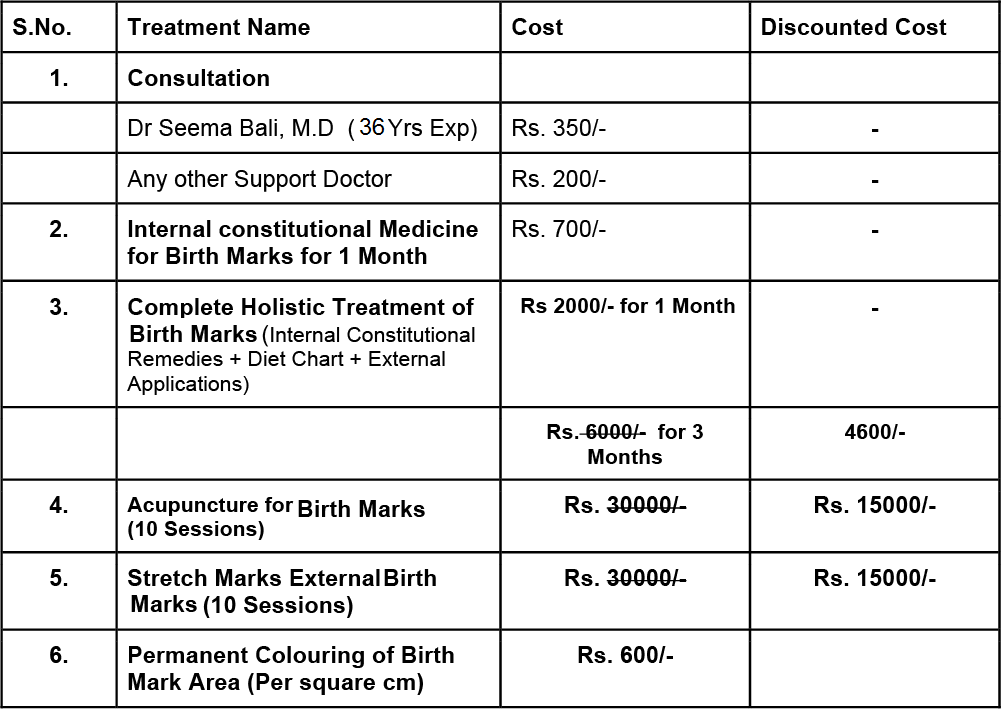 S.No. Treatment Name Cost Discounted Cost
1. Consultation
Dr Seema Bali, M.D ( 36 Yrs Exp) Rs. 350/- -
Any other Support Doctor Rs. 200/- -
2. Internal constitutional Medicine Rs. 700/- -
for Birth Marks for 1 Month
3. Complete Holistic Treatment of Rs 2000/- for 1 Month -
Birth Marks (Internal Constitutional
Remedies + Diet Chart + External
Applications)
Rs. 6000/- for 3 4600/-
Months
4. Acupuncture for Birth Marks Rs. 30000/- Rs. 15000/-
(10 Sessions)
5. Stretch Marks External Birth Rs. 30000/- Rs. 15000/-
Marks (10 Sessions)
6. Permanent Colouring of Birth Rs. 600/-
Mark Area (Per square cm)